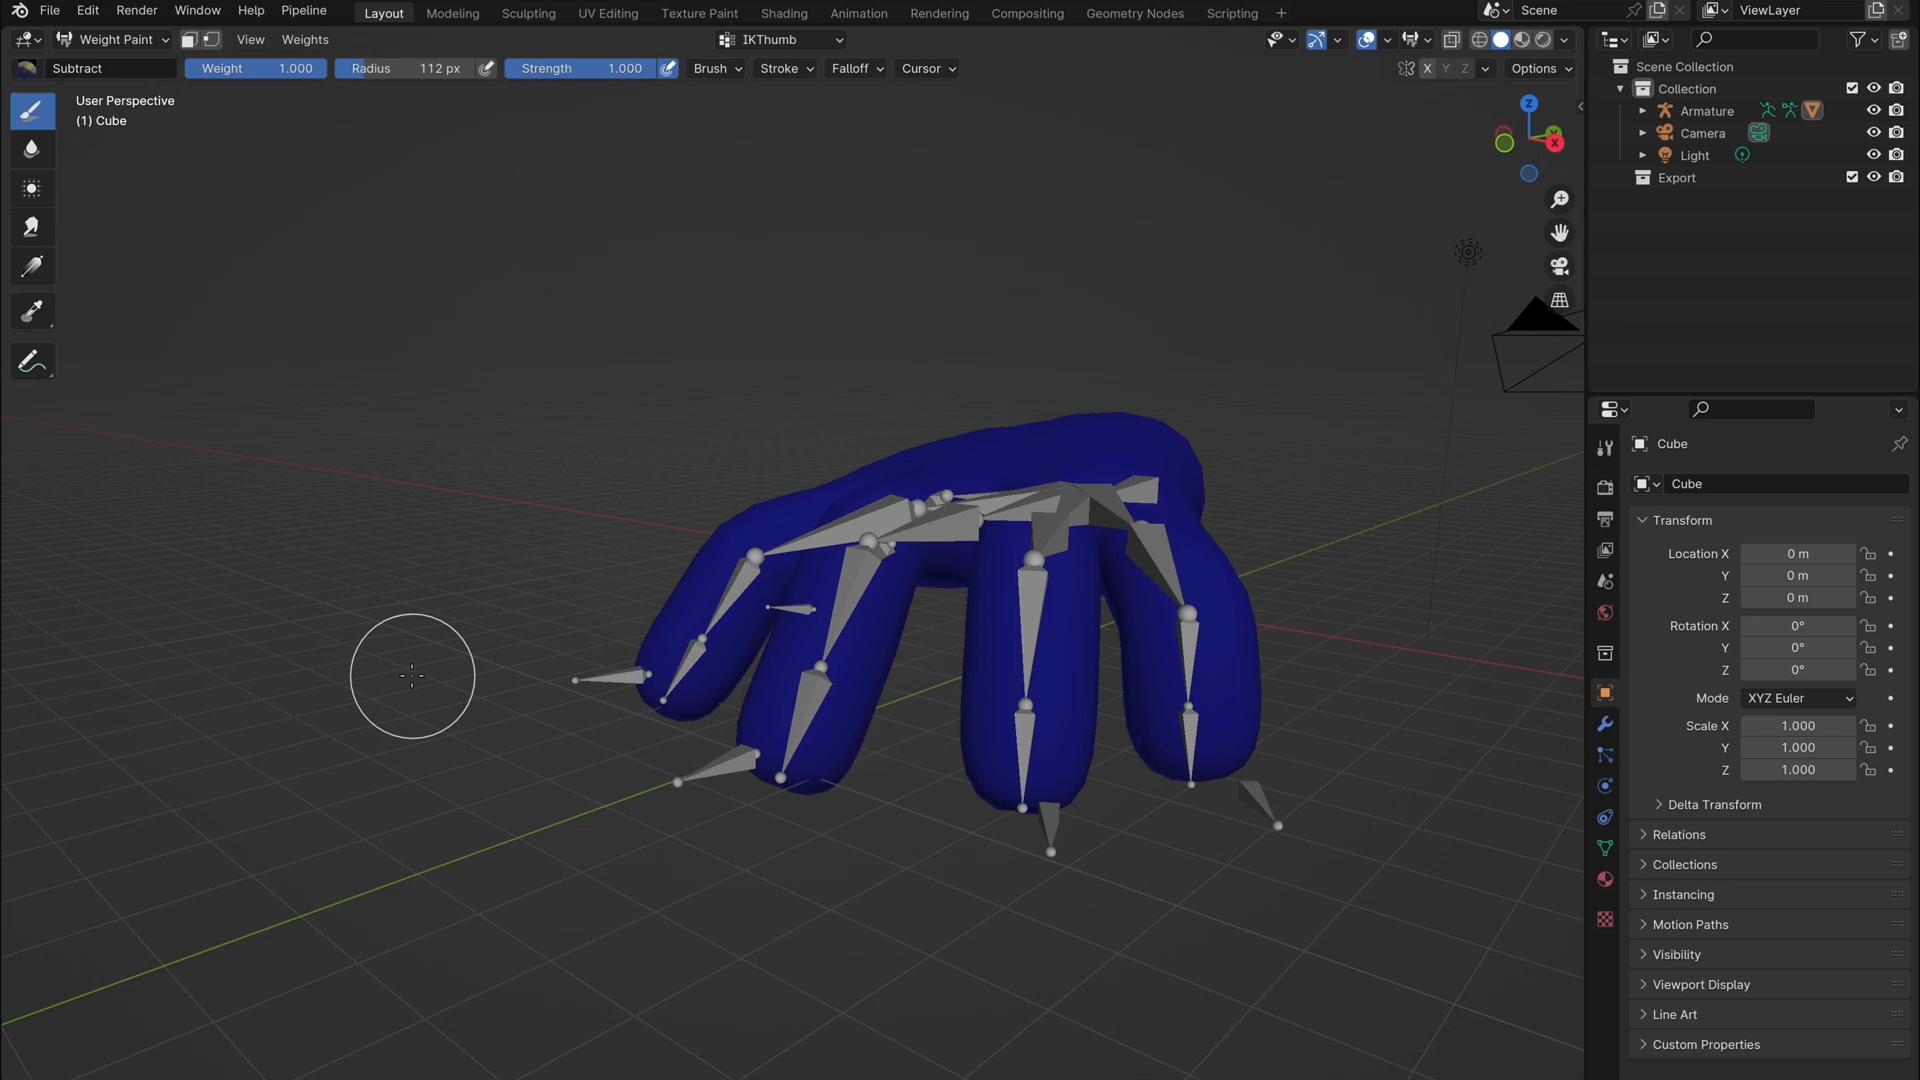 File Edit Render Window Help Pipeline Layout Modeling Sculpting UV Editing Texture Paint Shading Animation Rendering Compositing Geometry Nodes Scripting + Scene ViewLayer
Weight Paint View Weights IKThumb
Subtract Weight 1.000 Radius 112 px Strength 1.000 Brush Stroke Falloff Cursor X Y Z Options
User Perspective
(1) Cube
Z
Y
X
Scene Collection
Collection
Armature
Camera
Light
Export
Cube
Cube
Transform
Location X 0 m
Y 0 m
Z 0 m
Rotation X 0°
Y 0°
Z 0°
Mode XYZ Euler
Scale X 1.000
Y 1.000
Z 1.000
Delta Transform
Relations
Collections
Instancing
Motion Paths
Visibility
Viewport Display
Line Art
Custom Properties